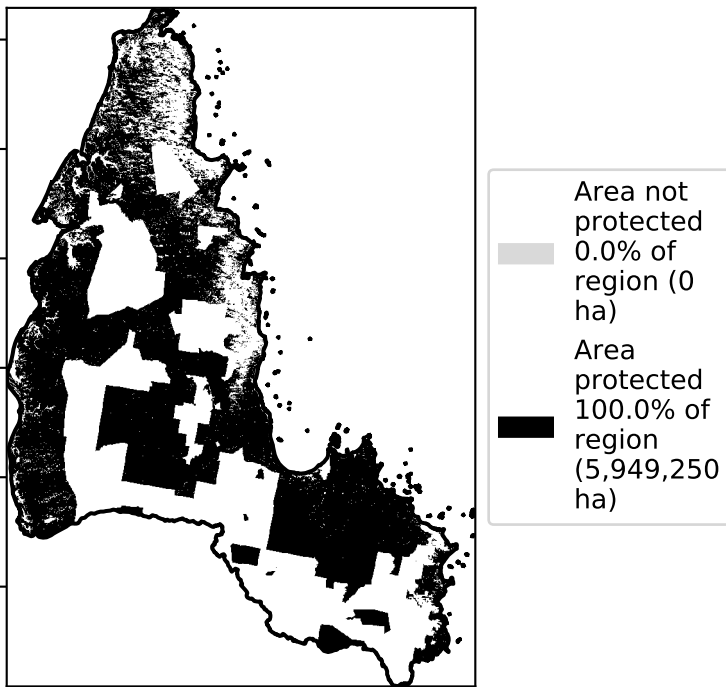 Area not
protected
0.0% of
region (0
ha)
Area
protected
100.0% of
region
(5,949,250
ha)